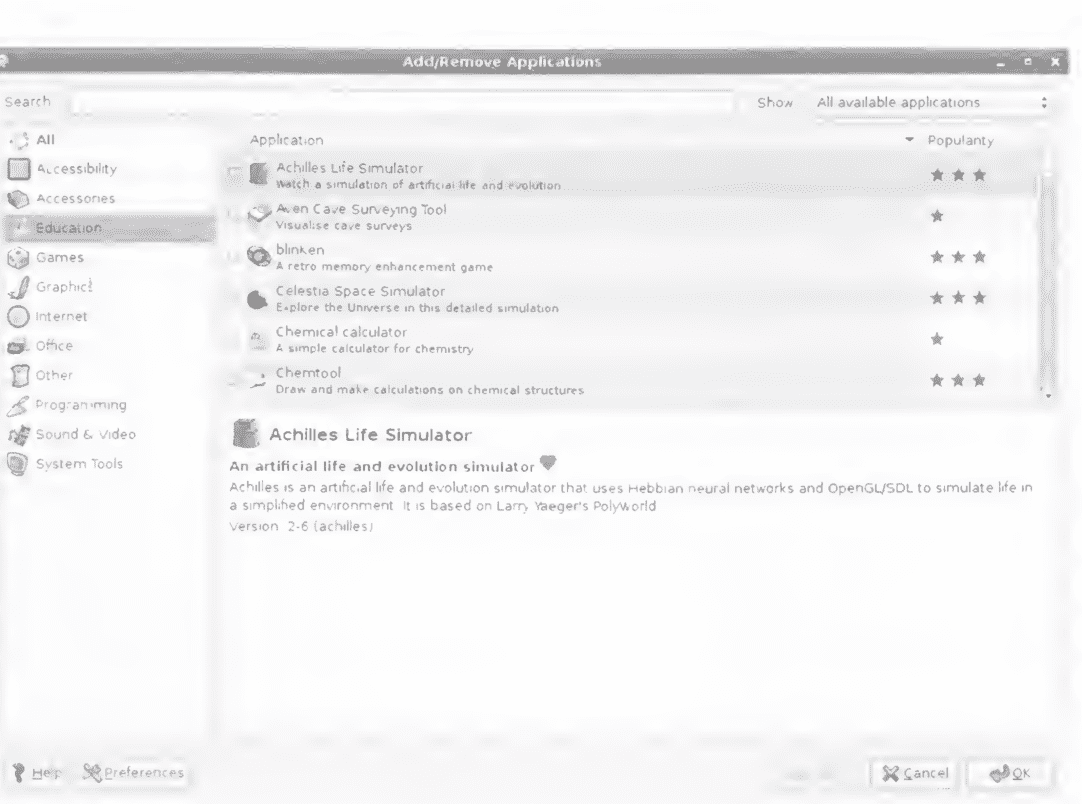 Add/Remove Applications
Search
Show All available applications
All
Accessibility
Accessories
Education
Games
Graphics
Internet
Office
Other
Programming
Sound & Video
System Tools
Application Popularity
Achilles Life Simulator
Watch a simulation of artificial life and evolution
Aven Cave Surveying Tool
Visualise cave surveys
blinken
A retro memory enhancement game
Celestia Space Simulator
Explore the Universe in this detailed simulation
Chemical calculator
A simple calculator for chemistry
Chemtool
Draw and make calculations on chemical structures
Achilles Life Simulator
An artificial life and evolution simulator
Achilles is an artificial life and evolution simulator that uses Hebbian neural networks and OpenGL/SDL to simulate life in
a simplified environment. It is based on Larry Yaeger's PolyWorld
Version: 2-6 (achilles)
Help Preferences Cancel OK